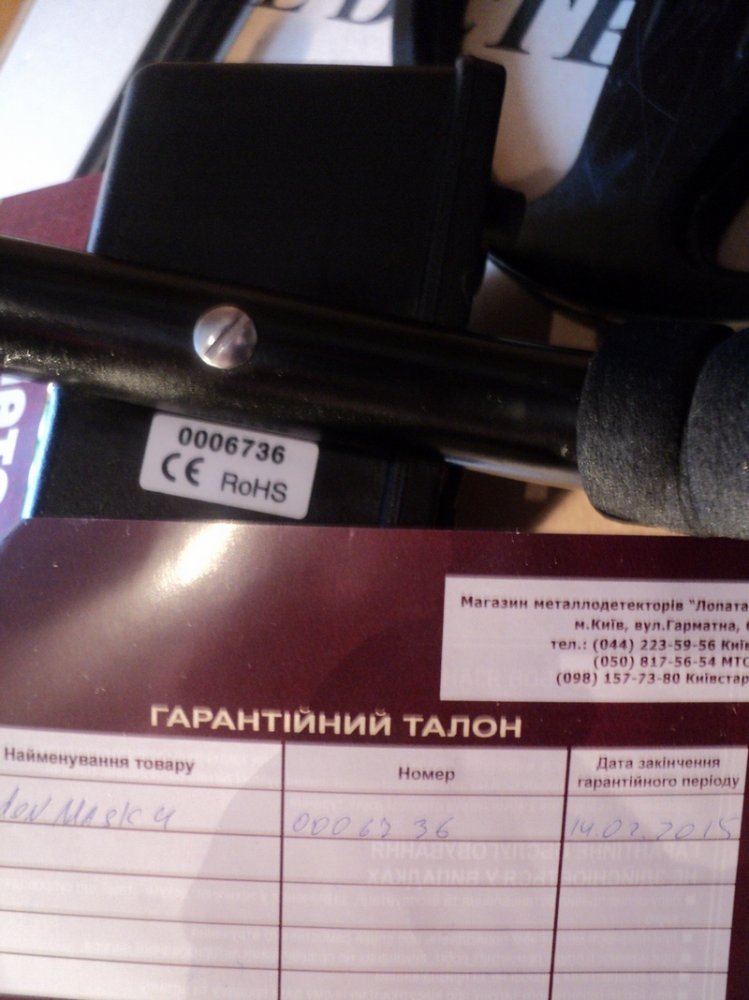 0006736
CE RoHS
Магазин металлодетекторів "Лопата
м.Київ, вул.Гарматна,
тел.: (044) 223-59-56 Київ
(050) 817-56-54 МТС
(098) 157-73-80 Київстар
ГАРАНТІЙНИЙ ТАЛОН
Найменування товару
Номер
Дата закінчення
гарантійного періоду
Mark 4
0006736
14.02.2015